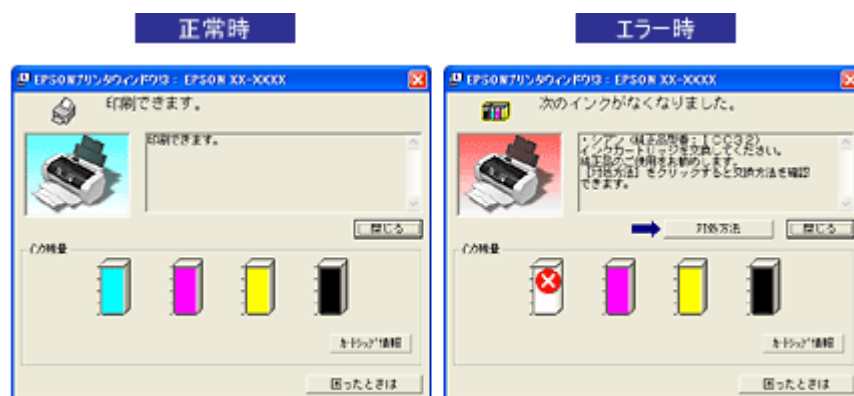 正常時
エラー時
EPSONプリンタウィンドウ!3 : EPSON XX-XXXX
印刷できます。
印刷できます。
閉じる
インク残量
カートリッジ情報
困ったときは
EPSONプリンタウィンドウ!3 : EPSON XX-XXXX
次のインクがなくなりました。
・シアン (純正品型番：ICC32)
インクカートリッジを交換してください。
純正品のご使用をお勧めします。
[対処方法] をクリックすると交換方法を確認
できます。
対処方法
閉じる
インク残量
カートリッジ情報
困ったときは